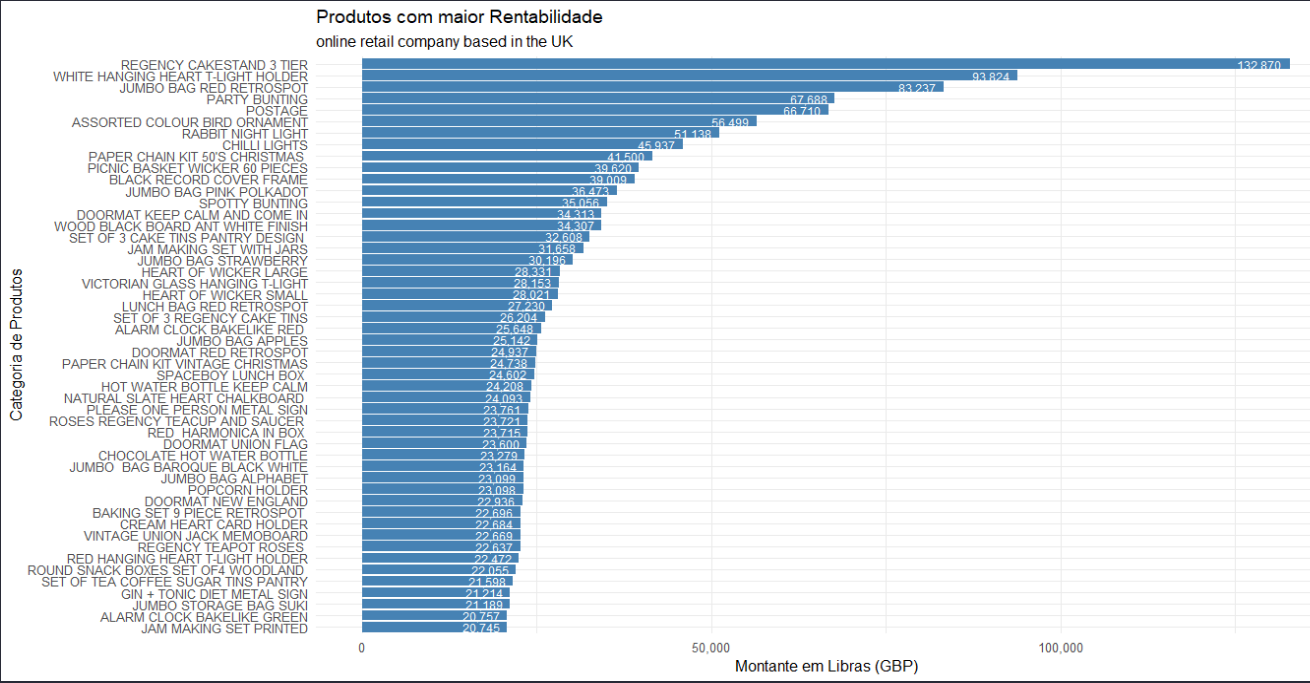 Produtos com maior Rentabilidade
online retail company based in the UK
Categoria de Produtos
REGENCY CAKESTAND 3 TIER 132,870
WHITE HANGING HEART T-LIGHT HOLDER 93,824
JUMBO BAG RED RETROSPOT 83,237
PARTY BUNTING 67,688
POSTAGE 66,710
ASSORTED COLOUR BIRD ORNAMENT 56,499
RABBIT NIGHT LIGHT 51,138
CHILLI LIGHTS 45,937
PAPER CHAIN KIT 50'S CHRISTMAS 41,500
PICNIC BASKET WICKER 60 PIECES 39,620
BLACK RECORD COVER FRAME 39,009
JUMBO BAG PINK POLKADOT 36,473
SPOTTY BUNTING 35,056
DOORMAT KEEP CALM AND COME IN 34,313
WOOD BLACK BOARD ANT WHITE FINISH 34,307
SET OF 3 CAKE TINS PANTRY DESIGN 32,608
JAM MAKING SET WITH JARS 31,658
JUMBO BAG STRAWBERRY 30,196
HEART OF WICKER LARGE 28,331
VICTORIAN GLASS HANGING T-LIGHT 28,153
HEART OF WICKER SMALL 28,021
LUNCH BAG RED RETROSPOT 27,230
SET OF 3 REGENCY CAKE TINS 26,204
ALARM CLOCK BAKELIKE RED 25,648
JUMBO BAG APPLES 25,142
DOORMAT RED RETROSPOT 24,937
PAPER CHAIN KIT VINTAGE CHRISTMAS 24,738
SPACEBOY LUNCH BOX 24,602
HOT WATER BOTTLE KEEP CALM 24,208
NATURAL SLATE HEART CHALKBOARD 24,093
PLEASE ONE PERSON METAL SIGN 23,761
ROSES REGENCY TEACUP AND SAUCER 23,721
RED HARMONICA IN BOX 23,715
DOORMAT UNION FLAG 23,600
CHOCOLATE HOT WATER BOTTLE 23,279
JUMBO BAG BAROQUE BLACK WHITE 23,164
JUMBO BAG ALPHABET 23,099
POPCORN HOLDER 23,098
DOORMAT NEW ENGLAND 22,936
BAKING SET 9 PIECE RETROSPOT 22,696
CREAM HEART CARD HOLDER 22,684
VINTAGE UNION JACK MEMOBOARD 22,669
REGENCY TEAPOT ROSES 22,637
RED HANGING HEART T-LIGHT HOLDER 22,472
ROUND SNACK BOXES SET OF4 WOODLAND 22,055
SET OF TEA COFFEE SUGAR TINS PANTRY 21,598
GIN + TONIC DIET METAL SIGN 21,214
JUMBO STORAGE BAG SUKI 21,189
ALARM CLOCK BAKELIKE GREEN 20,757
JAM MAKING SET PRINTED 20,745
0 50,000 100,000
Montante em Libras (GBP)